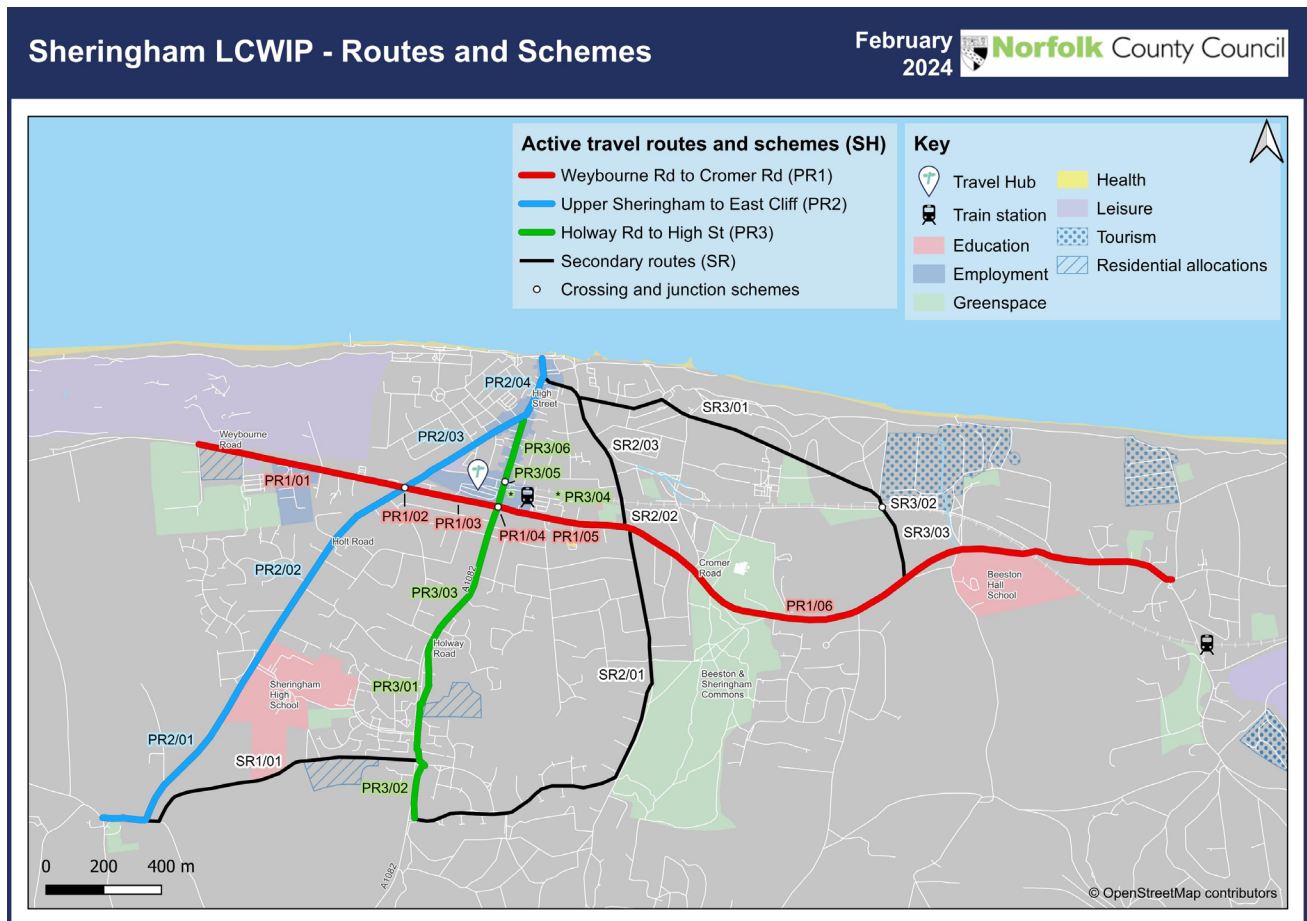 Sheringham LCWIP - Routes and Schemes
February
2024
Norfolk County Council
Active travel routes and schemes (SH)
Weybourne Rd to Cromer Rd (PR1)
Upper Sheringham to East Cliff (PR2)
Holway Rd to High St (PR3)
Secondary routes (SR)
Crossing and junction schemes
Key
Travel Hub
Train station
Education
Employment
Greenspace
Health
Leisure
Tourism
Residential allocations
PR2/04
High
Street
SR3/01
Weybourne
Road
PR2/03
PR3/06
SR2/03
PR1/01
PR3/05
* * PR3/04
PR1/02
PR1/03
PR1/04
PR1/05
SR2/02
SR3/02
SR3/03
Holt Road
PR2/02
A1082
PR3/03
Cromer
Road
Beeston
Hall
School
PR1/06
Holway
Road
SR2/01
Beeston &
Sheringham
Commons
Sheringham
High
School
PR3/01
PR2/01
SR1/01
PR3/02
A1082
0 200 400 m
© OpenStreetMap contributors